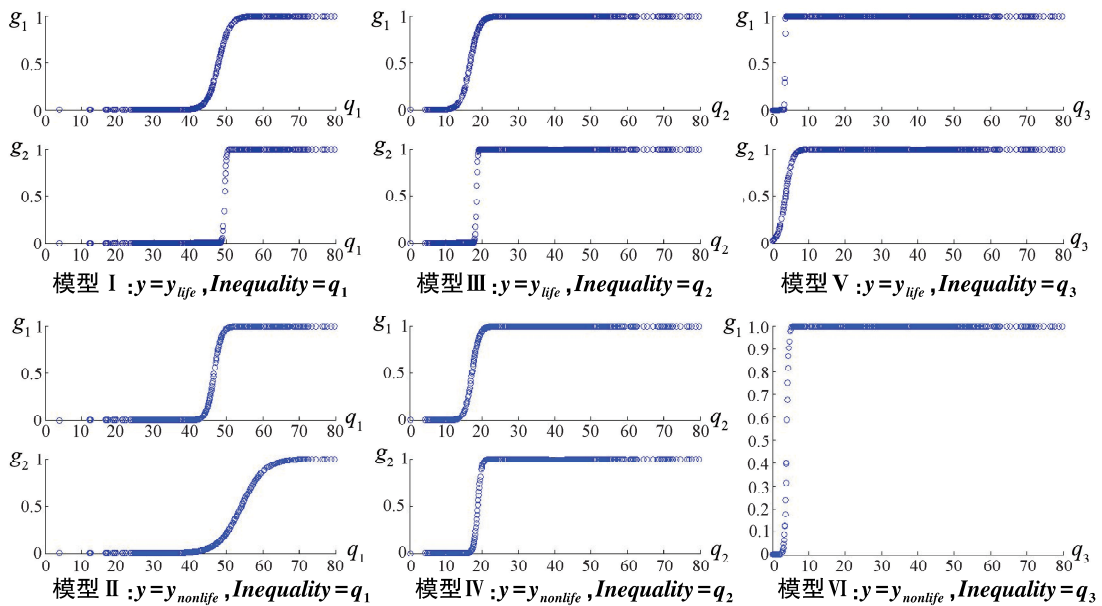 g1 1 0.5 0 0 10 20 30 40 50 60 70 80 q1
g1 1 0.5 0 0 10 20 30 40 50 60 70 80 q2
g1 1 0.5 0 0 10 20 30 40 50 60 70 80 q3
g2 1 0.5 0 0 10 20 30 40 50 60 70 80 q1
g2 1 0.5 0 0 10 20 30 40 50 60 70 80 q2
g2 1 0.5 0 0 10 20 30 40 50 60 70 80 q3
模型 I :y=ylife ,Inequality=q1
模型III:y=ylife ,Inequality=q2
模型 V :y=ylife ,Inequality=q3
g1 1 0.5 0 0 10 20 30 40 50 60 70 80 q1
g1 1 0.5 0 0 10 20 30 40 50 60 70 80 q2
g1 1.0 0.9 0.8 0.7 0.6 0.5 0.4 0.3 0.2 0.1 0 0 10 20 30 40 50 60 70 80 q3
g2 1 0.5 0 0 10 20 30 40 50 60 70 80 q1
g2 1 0.5 0 0 10 20 30 40 50 60 70 80 q2
模型 II :y=ynonlife ,Inequality=q1
模型IV :y=ynonlife ,Inequality=q2
模型 VI :y=ynonlife ,Inequality=q3